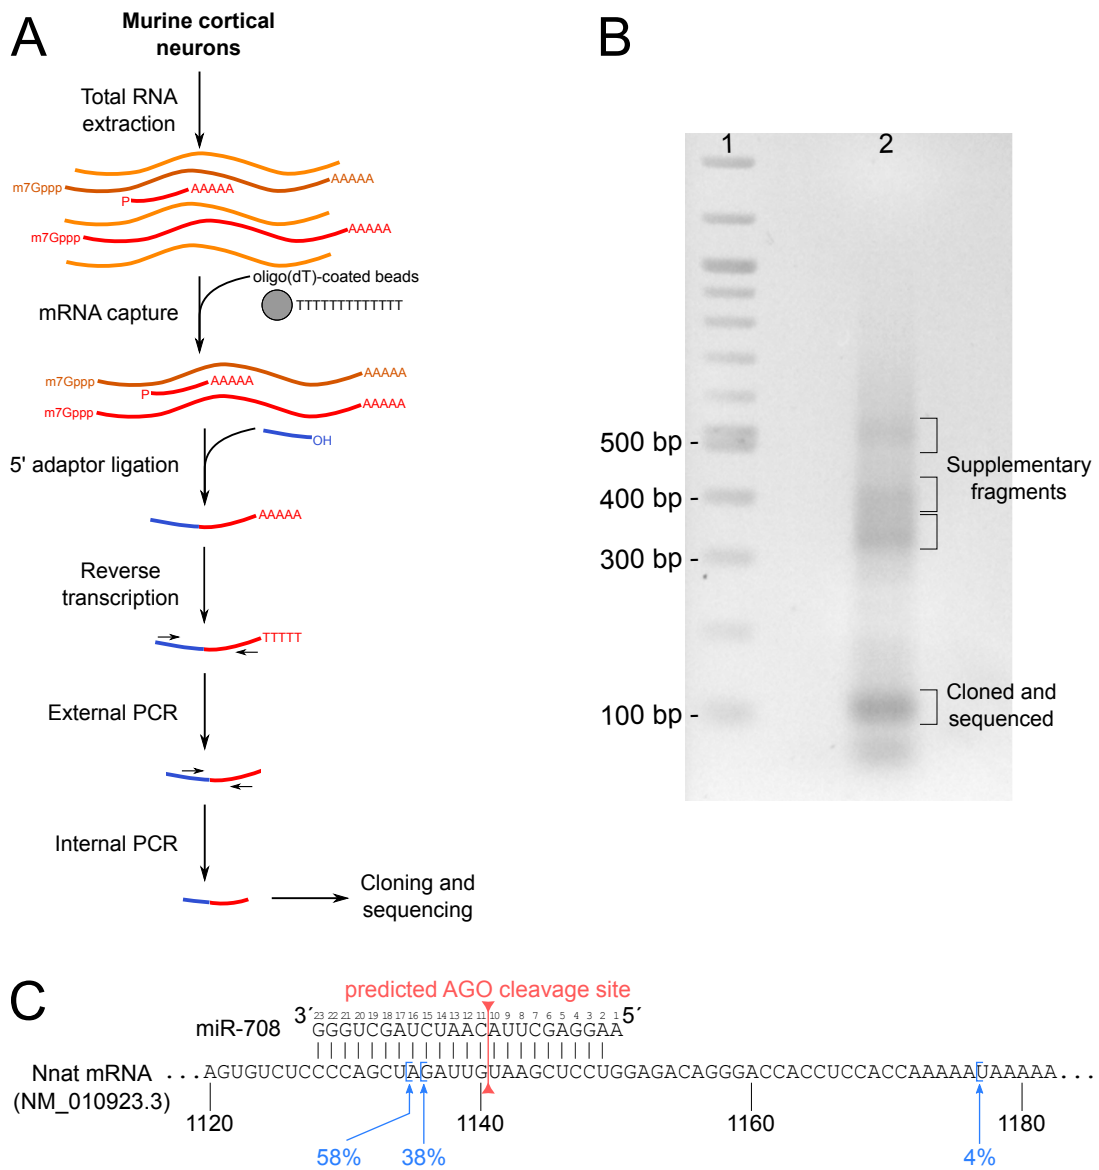 A
Murine cortical
neurons
Total RNA
extraction
m7Gppp
AAAAA
P
AAAAA
m7Gppp
AAAAA
oligo(dT)-coated beads
TTTTTTTTTTTTT
mRNA capture
m7Gppp
AAAAA
P
AAAAA
m7Gppp
AAAAA
OH
5' adaptor ligation
AAAAA
Reverse
transcription
TTTTT
External PCR
Internal PCR
Cloning and
sequencing
B
1 2
500 bp -
400 bp -
300 bp -
100 bp -
Supplementary
fragments
Cloned and
sequenced
C
predicted AGO cleavage site
23 22 21 20 19 18 17 16 15 14 13 12 11 10 9 8 7 6 5 4 3 2 1
miR-708 3´ GGGUCGAUCUAACAUUCGAGGAA 5´
Nnat mRNA ...AGUGUCUCCCCAGCUAGAUUGUAAGCUCCUGGAGACAGGGACCACCUCCACCAAAAAUAAAAA...
(NM_010923.3)
1120 1140 1160 1180
58% 38% 4%